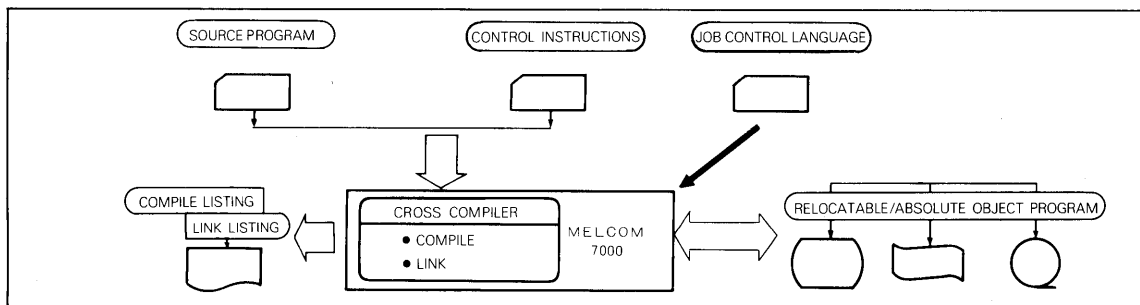 SOURCE PROGRAM
CONTROL INSTRUCTIONS
JOB CONTROL LANGUAGE
COMPILE LISTING
LINK LISTING
CROSS COMPILER
● COMPILE
● LINK
MELCOM
7000
RELOCATABLE/ABSOLUTE OBJECT PROGRAM